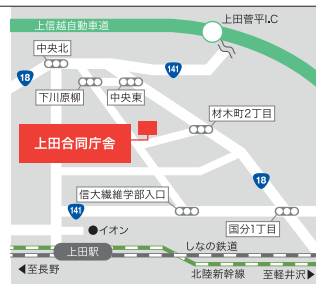 上田菅平I.C
上信越自動車道
中央北
18
141
下川原柳
中央東
材木町2丁目
上田合同庁舎
18
信大繊維学部入口
141
国分1丁目
●イオン
しなの鉄道
上田駅
◀至長野
北陸新幹線
至軽井沢▶